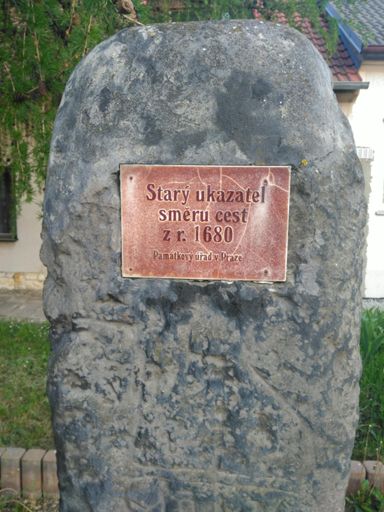 Starý ukazatel
směru cest
z r. 1680
Památkový úřad v Praze